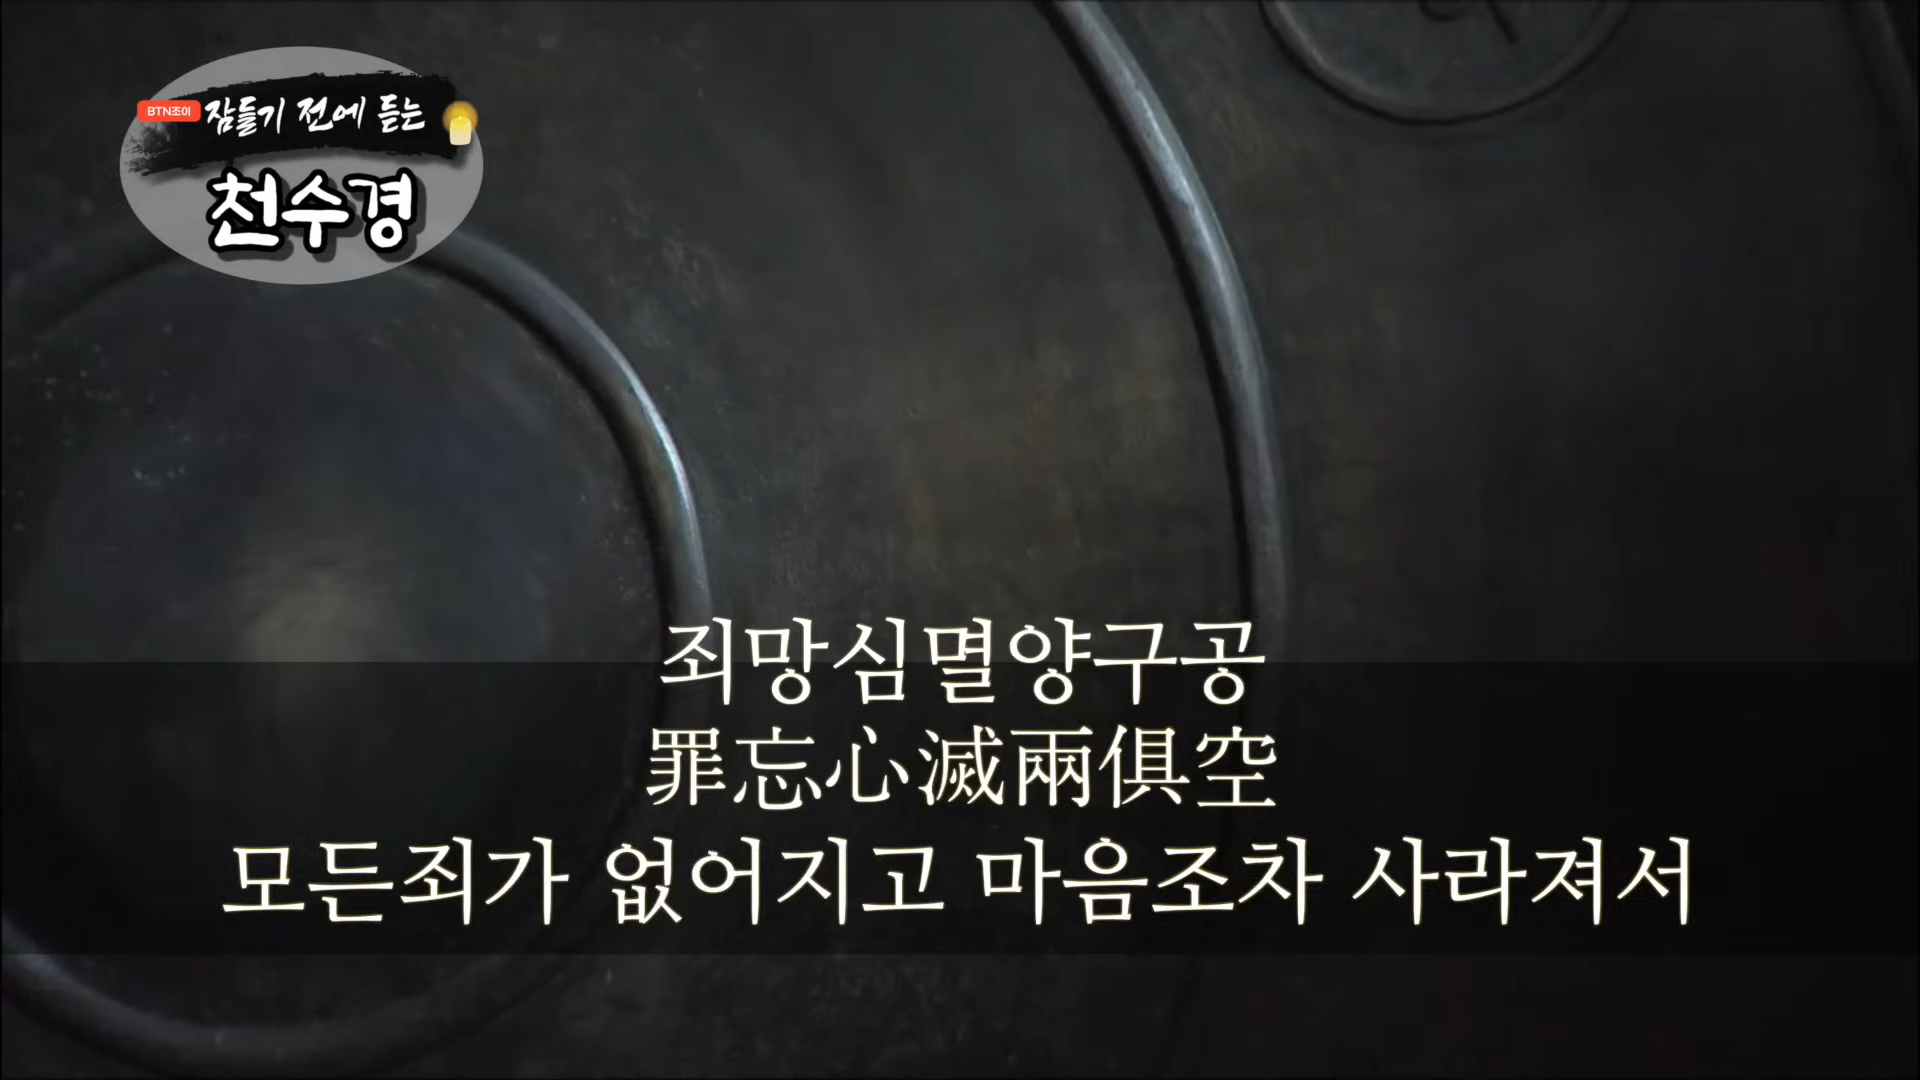 BTN조이
잠들기 전에 듣는
천수경
죄망심멸양구공
罪忘心滅兩俱空
모든죄가 없어지고 마음조차 사라져서